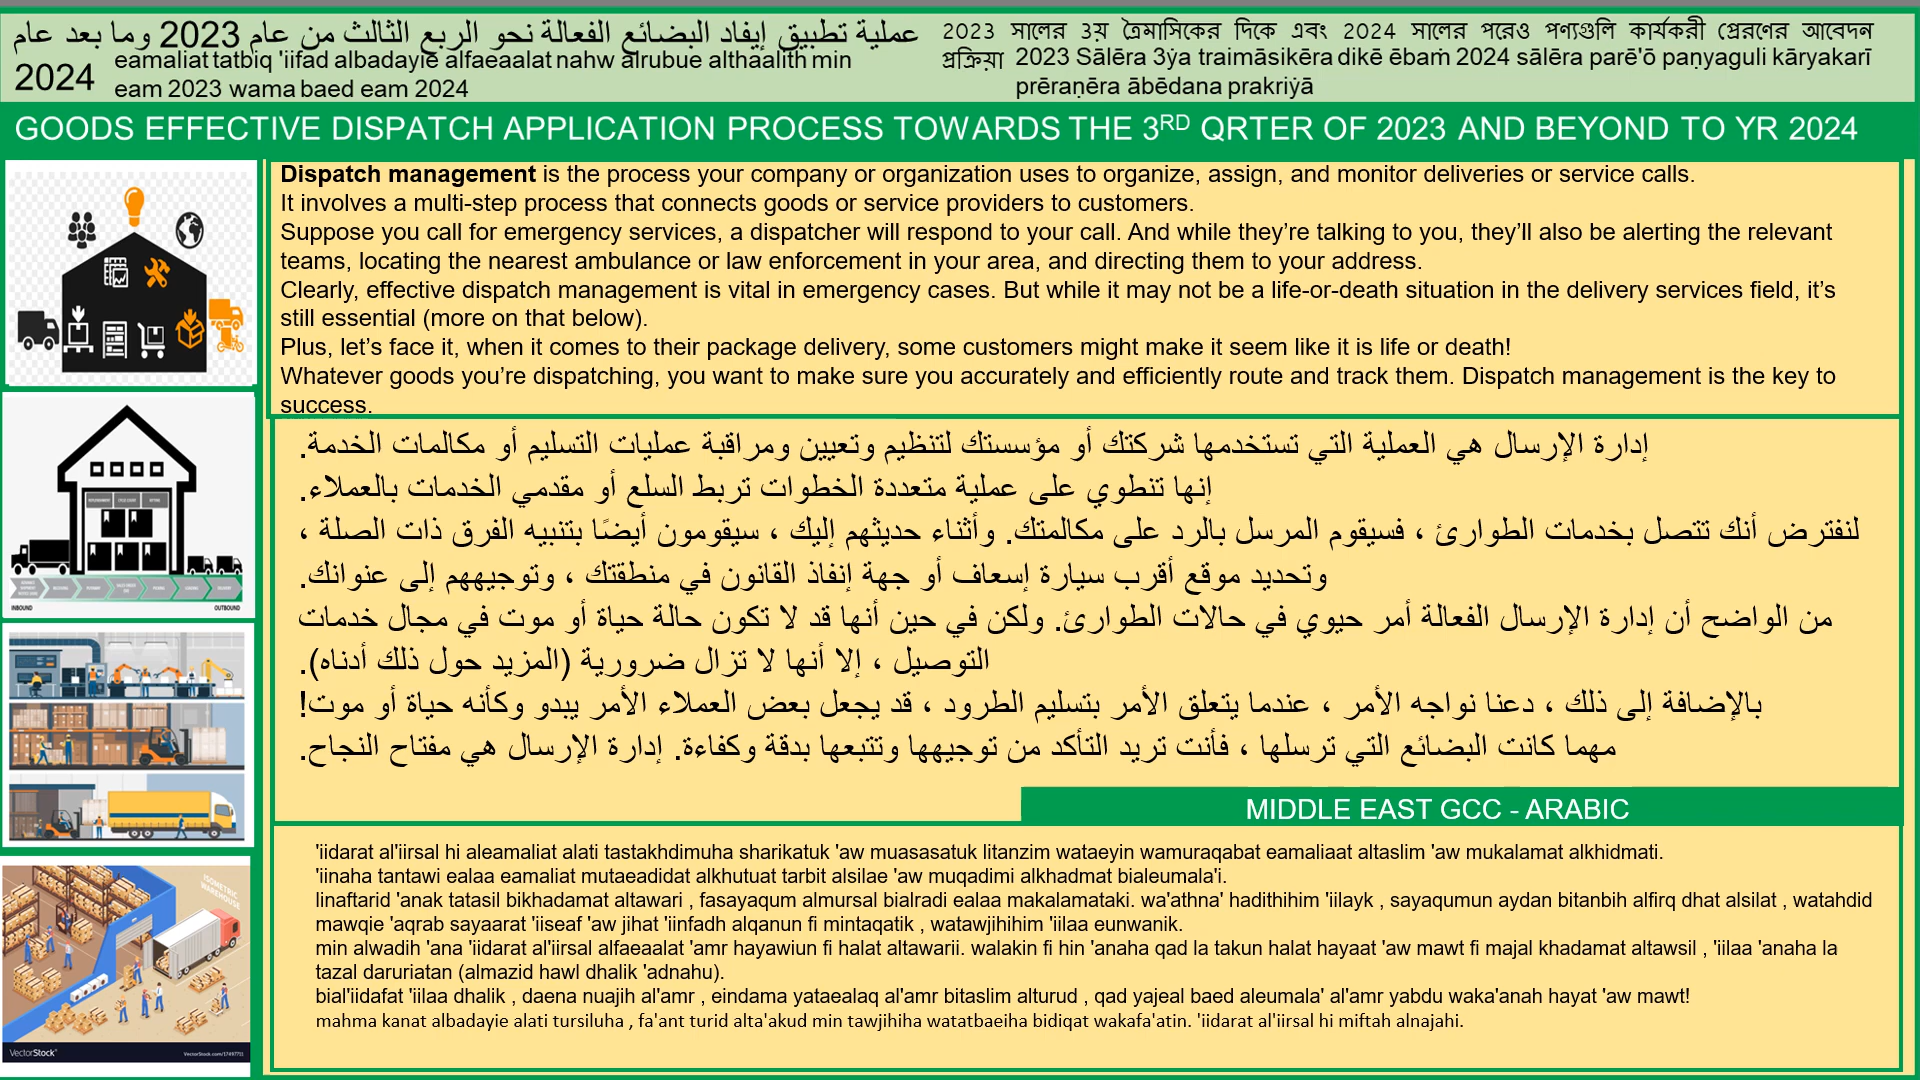 عملية تطبيق إيفاد البضائع الفعالة نحو الربع الثالث من عام 2023 وما بعد عام
2024
eamaliat tatbiq 'iifad albadayie alfaeaalat nahw alrubue althaalith min
eam 2023 wama baed eam 2024
2023 সালের 3য় ত্রৈমাসিকের দিকে এবং 2024 সালের পরেও পণ্যগুলি কার্যকরী প্রেরণের আবেদন
প্রক্রিয়া
2023 Sālēra 3ẏa traimāsikēra dikē ēbaṁ 2024 sālēra parē'ō paṇyaguli kāryakarī
prēraṇēra ābēdana prakriẏā
GOODS EFFECTIVE DISPATCH APPLICATION PROCESS TOWARDS THE 3RD QRTER OF 2023 AND BEYOND TO YR 2024
Dispatch management is the process your company or organization uses to organize, assign, and monitor deliveries or service calls.
It involves a multi-step process that connects goods or service providers to customers.
Suppose you call for emergency services, a dispatcher will respond to your call. And while they're talking to you, they'll also be alerting the relevant
teams, locating the nearest ambulance or law enforcement in your area, and directing them to your address.
Clearly, effective dispatch management is vital in emergency cases. But while it may not be a life-or-death situation in the delivery services field, it's
still essential (more on that below).
Plus, let's face it, when it comes to their package delivery, some customers might make it seem like it is life or death!
Whatever goods you're dispatching, you want to make sure you accurately and efficiently route and track them. Dispatch management is the key to
success.
إدارة الإرسال هي العملية التي تستخدمها شركتك أو مؤسستك لتنظيم وتعيين ومراقبة عمليات التسليم أو مكالمات الخدمة.
إنها تنطوي على عملية متعددة الخطوات تربط السلع أو مقدمي الخدمات بالعملاء.
لنفترض أنك تتصل بخدمات الطوارئ ، فسيقوم المرسل بالرد على مكالمتك. وأثناء حديثهم إليك ، سيقومون أيضًا بتنبيه الفرق ذات الصلة ،
وتحديد موقع أقرب سيارة إسعاف أو جهة إنفاذ القانون في منطقتك ، وتوجيههم إلى عنوانك.
من الواضح أن إدارة الإرسال الفعالة أمر حيوي في حالات الطوارئ. ولكن في حين أنها قد لا تكون حالة حياة أو موت في مجال خدمات
التوصيل ، إلا أنها لا تزال ضرورية (المزيد حول ذلك أدناه).
بالإضافة إلى ذلك ، دعنا نواجه الأمر ، عندما يتعلق الأمر بتسليم الطرود ، قد يجعل بعض العملاء الأمر يبدو وكأنه حياة أو موت!
مهما كانت البضائع التي ترسلها ، فأنت تريد التأكد من توجيهها وتتبعها بدقة وكفاءة. إدارة الإرسال هي مفتاح النجاح.
MIDDLE EAST GCC - ARABIC
'iidarat al'iirsal hi aleamaliat alati tastakhdimuha sharikatuk 'aw muasasatuk litanzim wataeyin wamuraqabat eamaliaat altaslim 'aw mukalamat alkhidmati.
'iinaha tantawi ealaa eamaliat mutaeadidat alkhutuat tarbit alsilae 'aw muqadimi alkhadmat bialeumala'i.
linaftarid 'anak tatasil bikhadamat altawari , fasayaqum almursal bialradi ealaa makalamataki. wa'athna' hadithihim 'iilayk , sayaqumun aydan bitanbih alfirq dhat alsilat , watahdid
mawqie 'aqrab sayaarat 'iiseaf 'aw jihat 'iinfadh alqanun fi mintaqatik , watawjihihim 'iilaa eunwanik.
min alwadih 'ana 'iidarat al'iirsal alfaeaalat 'amr hayawiun fi halat altawarii. walakin fi hin 'anaha qad la takun halat hayaat 'aw mawt fi majal khadamat altawsil , 'iilaa 'anaha la
tazal daruriatan (almazid hawl dhalik 'adnahu).
bial'iidafat 'iilaa dhalik , daena nuajih al'amr , eindama yataealaq al'amr bitaslim alturud , qad yajeal baed aleumala' al'amr yabdu waka'anah hayat 'aw mawt!
mahma kanat albadayie alati tursiluha , fa'ant turid alta'akud min tawjihiha watatbaeiha bidiqat wakafa'atin. 'iidarat al'iirsal hi miftah alnajahi.
INBOUND
OUTBOUND
ISOMETRIC
WAREHOUSE
VectorStock